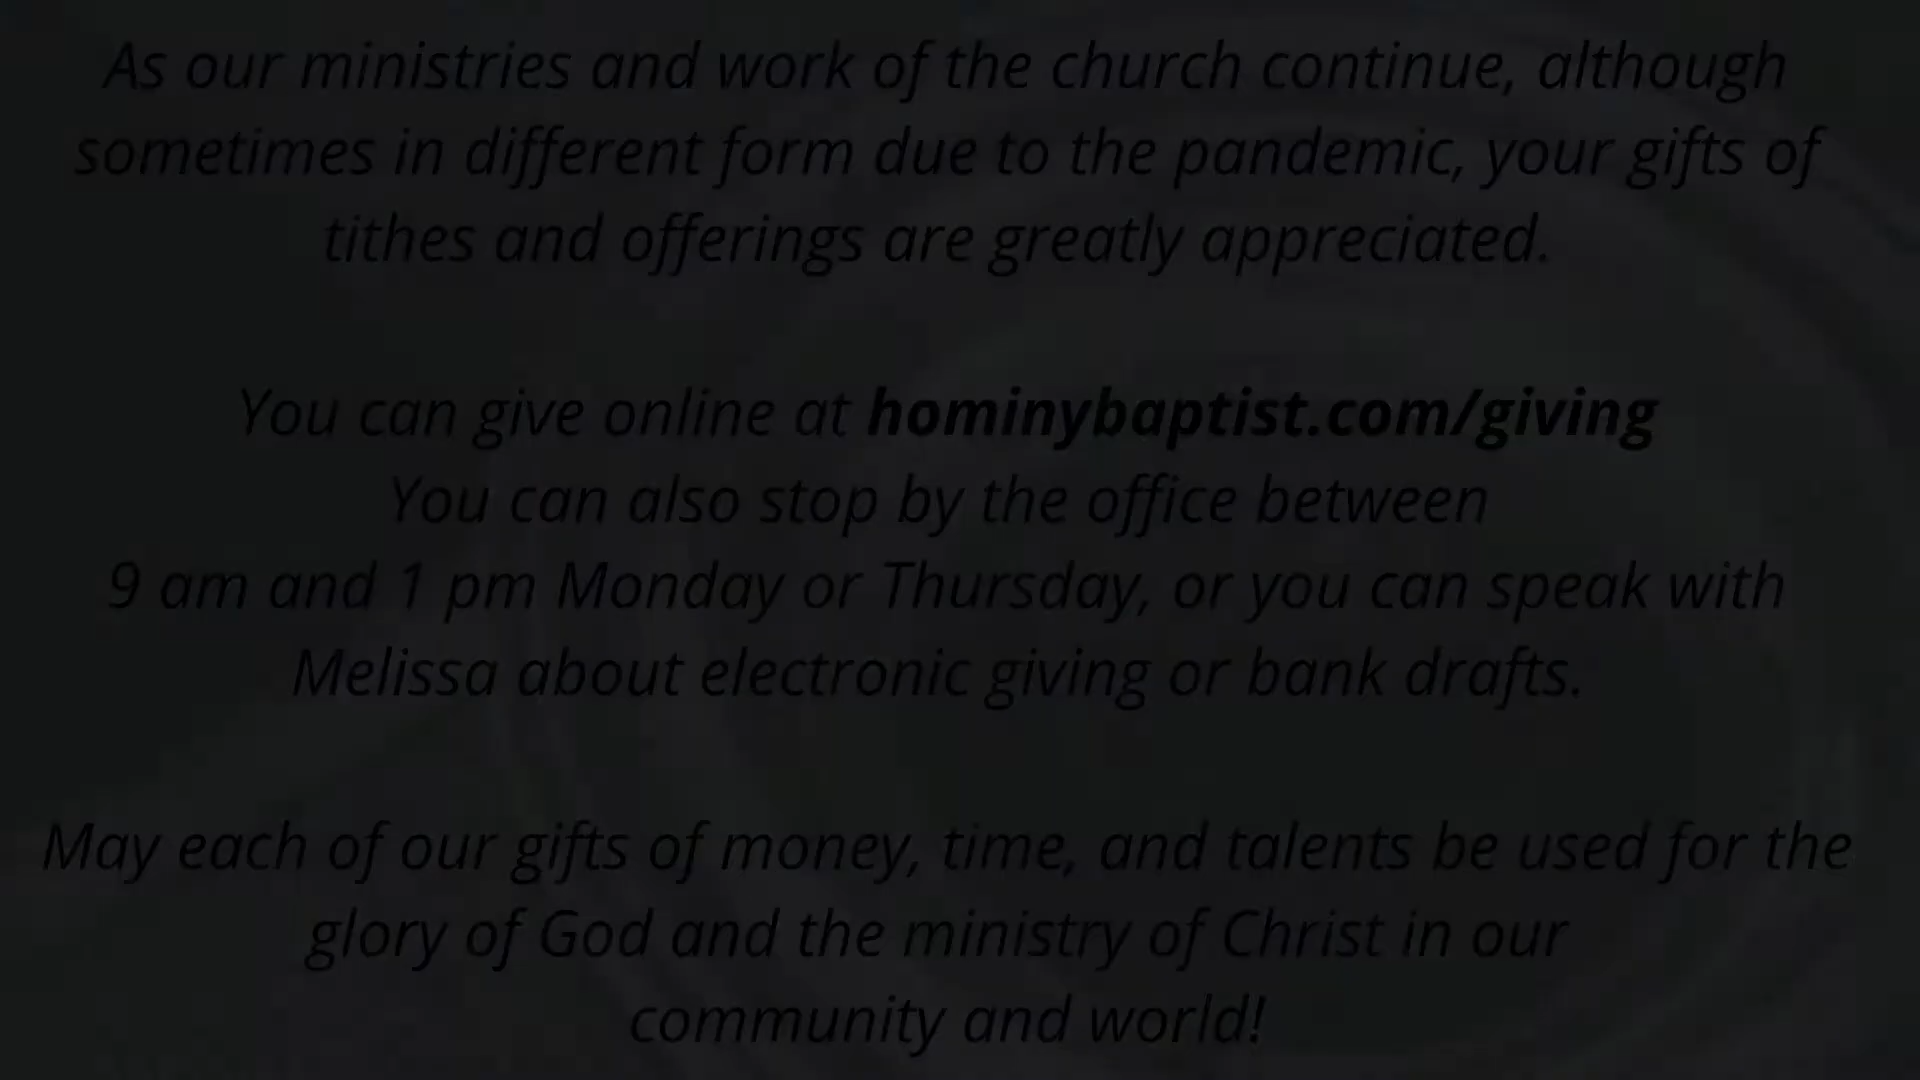 As our ministries and work of the church continue, although
sometimes in different form due to the pandemic, your gifts of
tithes and offerings are greatly appreciated.
You can give online at hominybaptist.com/giving
You can also stop by the office between
9 am and 1 pm Monday or Thursday, or you can speak with
Melissa about electronic giving or bank drafts.
May each of our gifts of money, time, and talents be used for the
glory of God and the ministry of Christ in our
community and world!